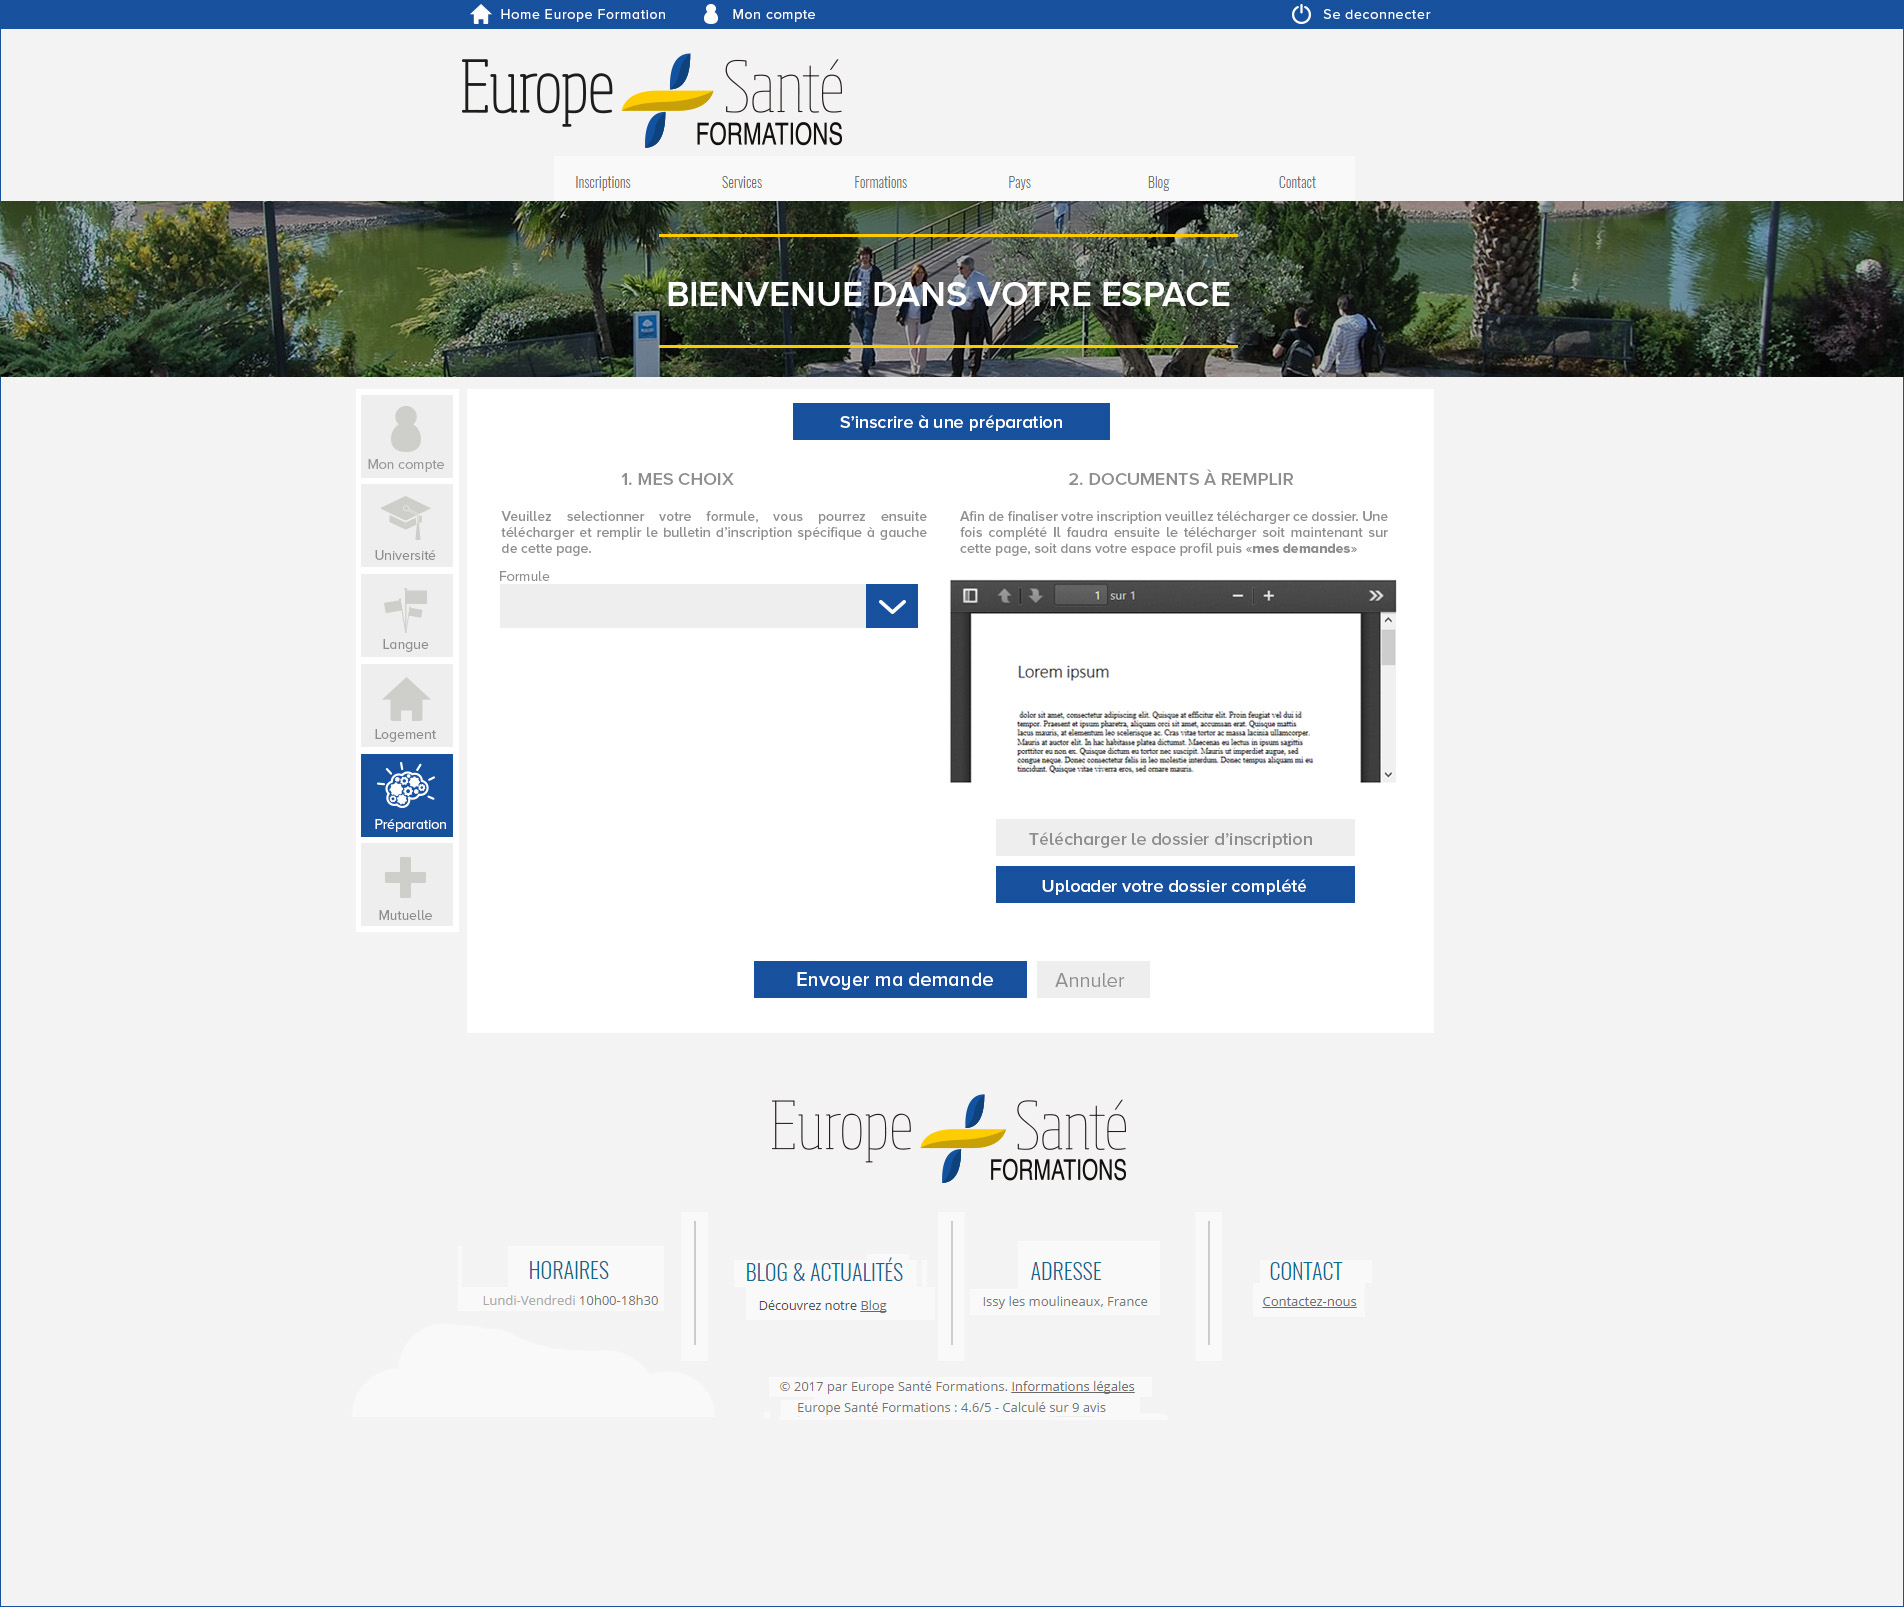 Home Europe Formation
Mon compte
Se deconnecter
Europe Santé
FORMATIONS
Inscriptions
Services
Formations
Pays
Blog
Contact
BIENVENUE DANS VOTRE ESPACE
Mon compte
Université
Langue
Logement
Préparation
Mutuelle
S'inscrire à une préparation
1. MES CHOIX
Veuillez selectionner votre formule, vous pourrez ensuite
télécharger et remplir le bulletin d'inscription spécifique à gauche
de cette page.
Formule
2. DOCUMENTS À REMPLIR
Afin de finaliser votre inscription veuillez télécharger ce dossier. Une
fois complété Il faudra ensuite le télécharger soit maintenant sur
cette page, soit dans votre espace profil puis «mes demandes»
1 sur 1
Lorem ipsum
dolor sit amet, consectetur adipiscing elit. Quisque at efficitur elit. Proin feugiat vel dui id
tempor. Praesent et ipsum pharetra, aliquam orci sit amet, accumsan erat. Quisque mattis
lacus mauris, at elementum leo scelerisque ac. Cras vitae tortor ac massa lacinia ullamcorper.
Mauris at auctor elit. In hac habitasse platea dictumst. Maecenas eu lectus in ipsum sagittis
porttitor eu non ex. Quisque dictum eu tortor nec suscipit. Mauris ut imperdiet augue, sed
congue neque. Donec consectetur felis in leo molestie interdum. Donec tempus aliquam mi eu
tincidunt. Quisque vitae viverra eros, sed ornare mauris.
Télécharger le dossier d'inscription
Uploader votre dossier complété
Envoyer ma demande
Annuler
Europe Santé
FORMATIONS
HORAIRES
Lundi-Vendredi 10h00-18h30
BLOG & ACTUALITÉS
Découvrez notre Blog
ADRESSE
Issy les moulineaux, France
CONTACT
Contactez-nous
© 2017 par Europe Santé Formations. Informations légales
Europe Santé Formations : 4.6/5 - Calculé sur 9 avis